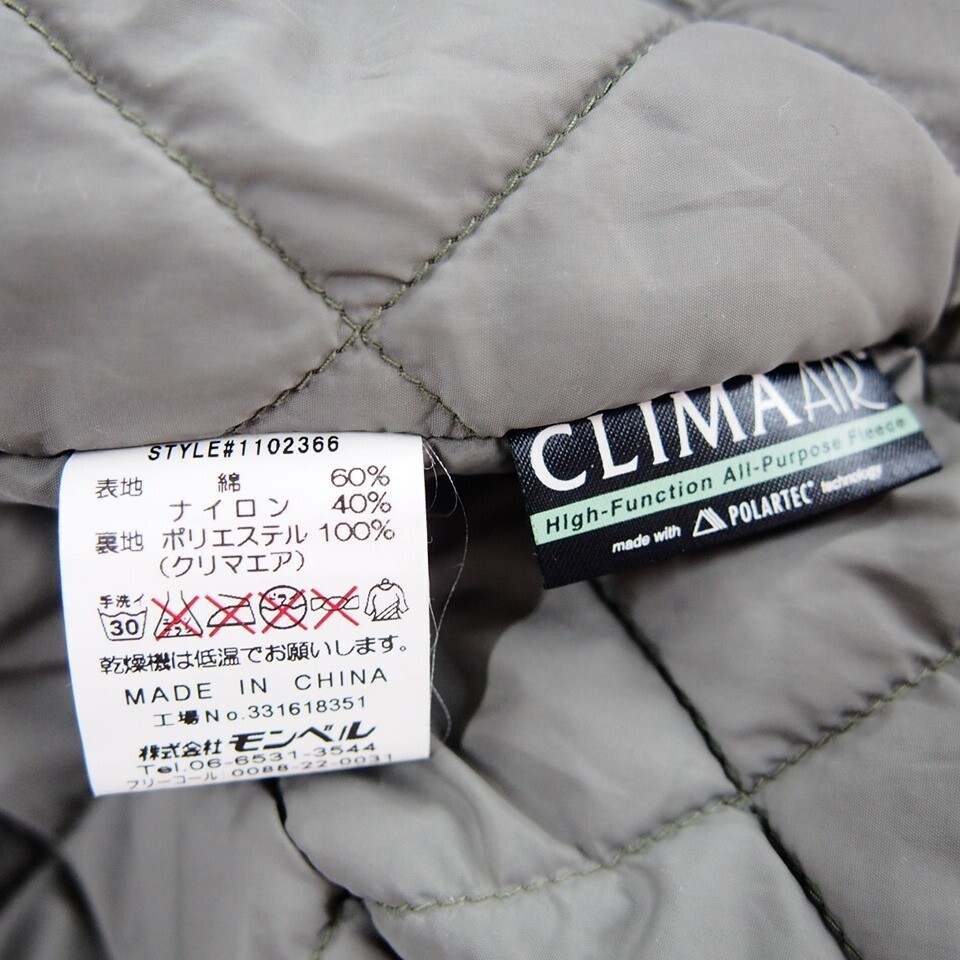 STYLE#1102366
表地 綿 60%
ナイロン 40%
裏地 ポリエステル 100%
(クリマエア)
手洗イ
30
乾燥機は低温でお願いします。
MADE IN CHINA
工場No.331618351
株式会社 モンベル
Tel.06-6531-3544
フリーコール:0088-22-0031
CLIMAAIR
High-Function All-Purpose Fleece
made with POLARTEC technology